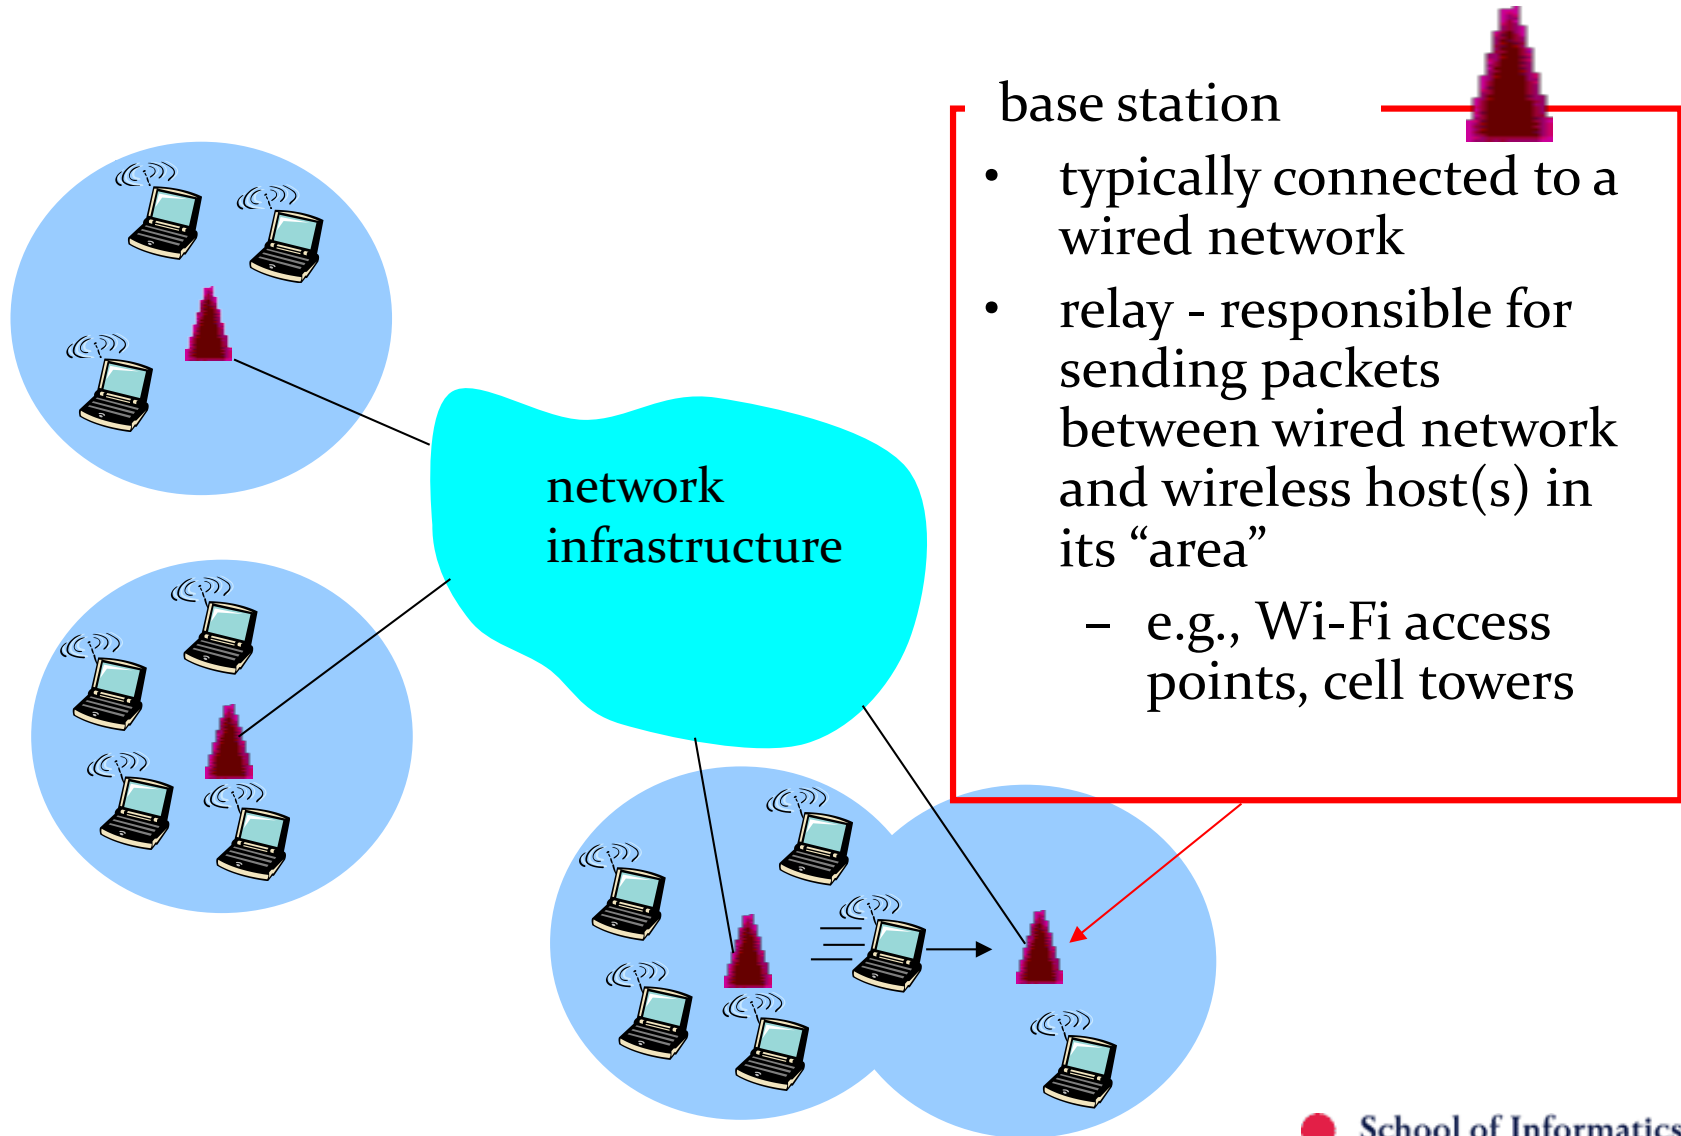 base station
• typically connected to a
wired network
• relay - responsible for
sending packets
between wired network
and wireless host(s) in
its “area”
– e.g., Wi-Fi access
points, cell towers
network
infrastructure
School of Informatics